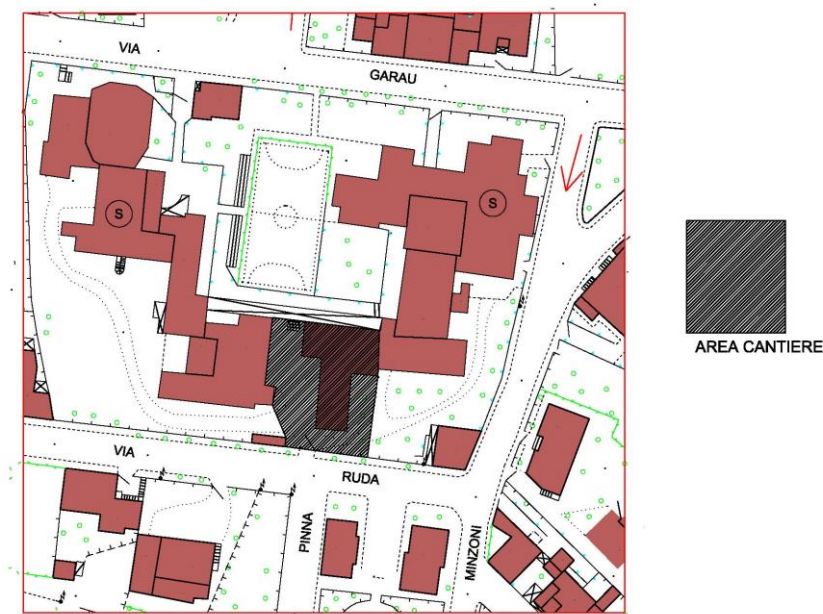 VIA
GARAU
S
S
AREA CANTIERE
VIA
RUDA
PINNA
MINZONI